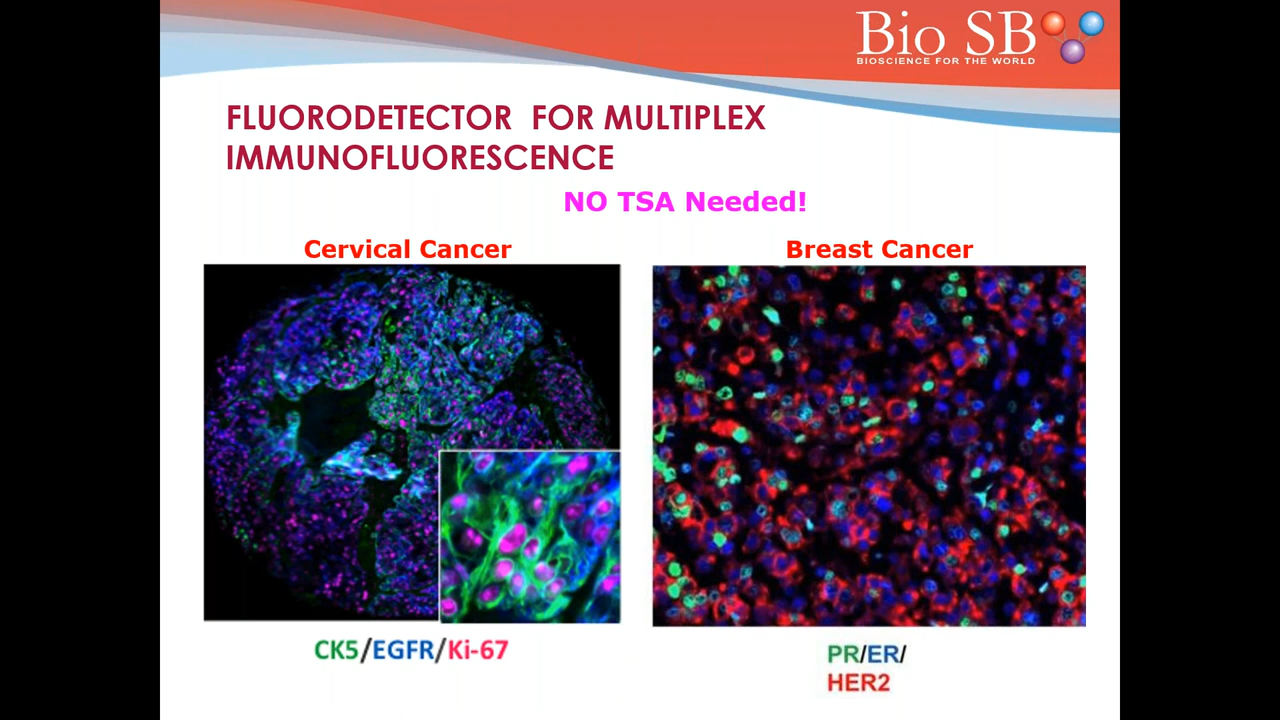 Bio SB
BIOSCIENCE FOR THE WORLD
FLUORODETECTOR FOR MULTIPLEX
IMMUNOFLUORESCENCE
NO TSA Needed!
Cervical Cancer
Breast Cancer
CK5/EGFR/Ki-67
PR/ER/
HER2